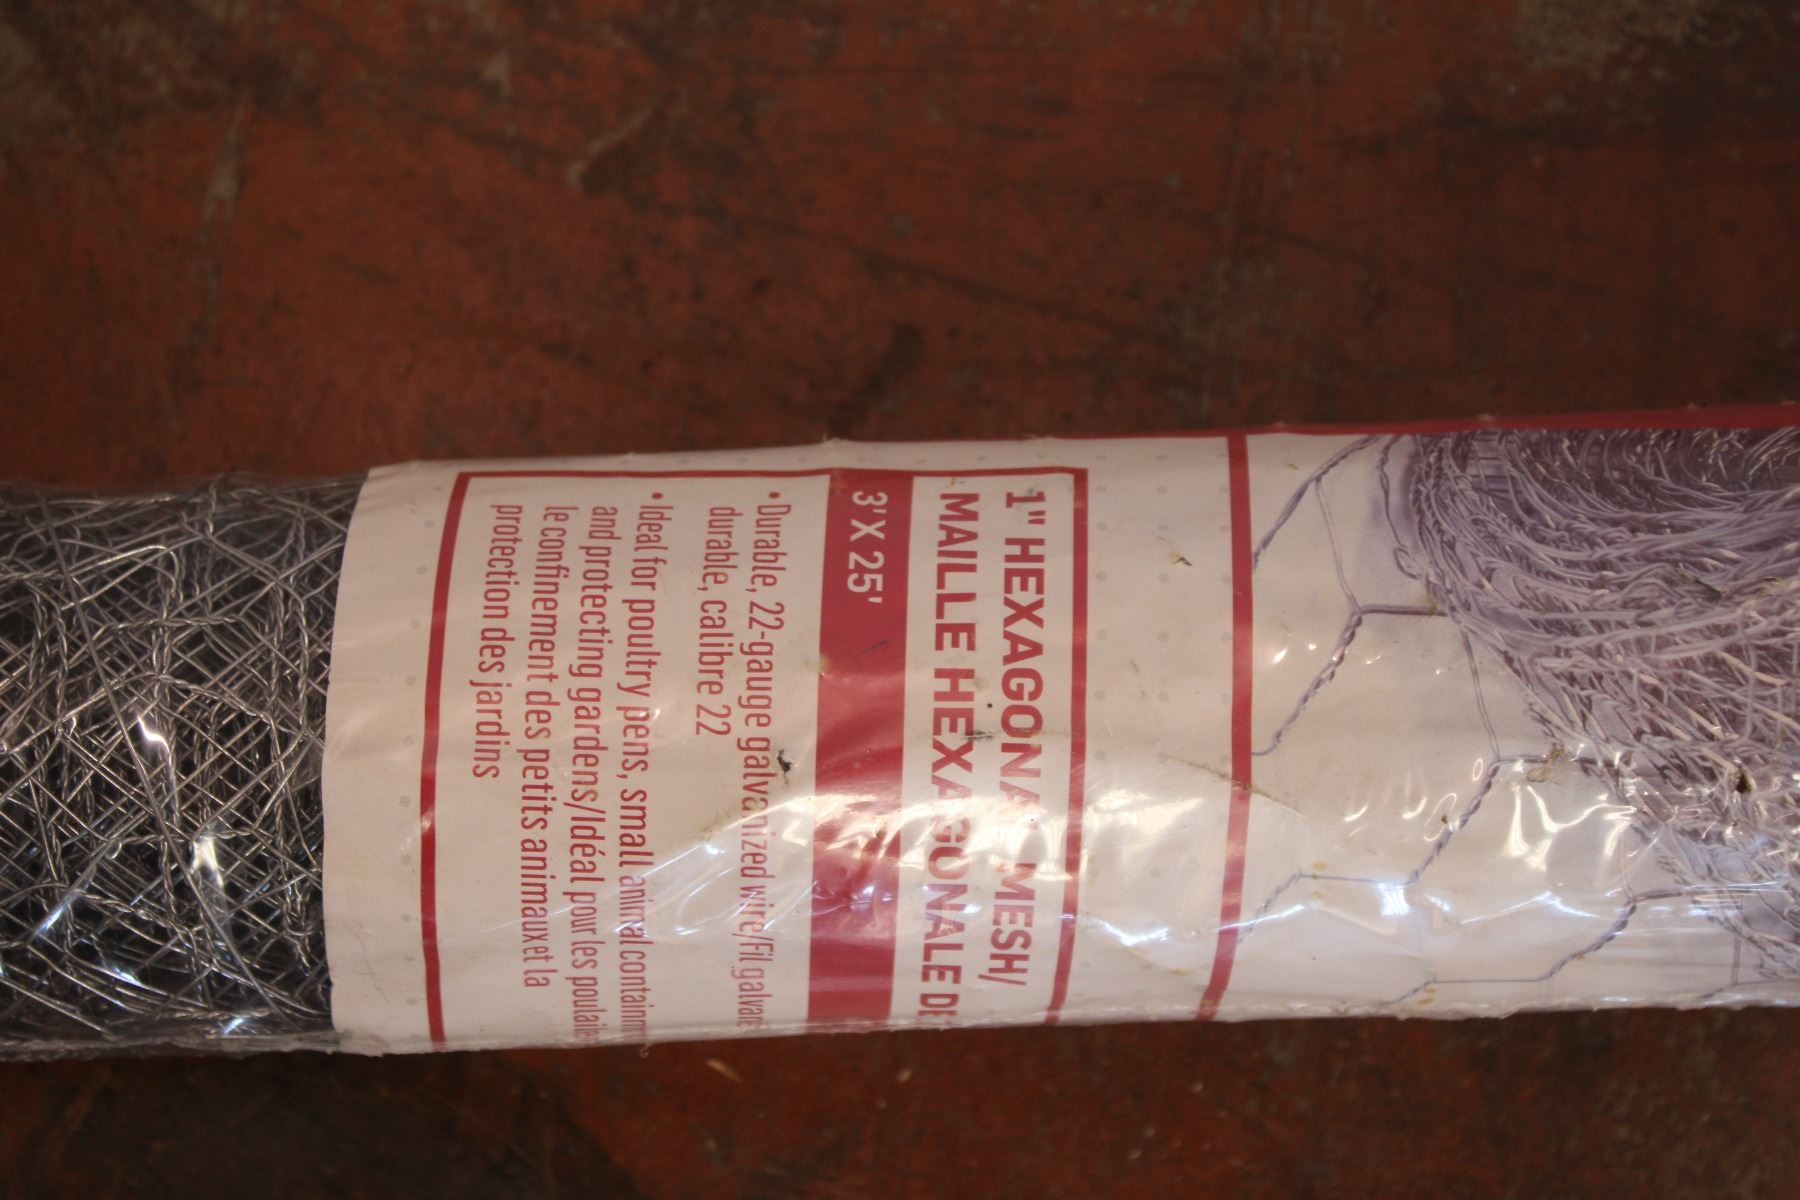 1" HEXAGONAL MESH/
MAILLE HEXAGONALE DE
3' X 25'
• Durable, 22-gauge galvanized wire/fil galvan
durable, calibre 22
• Ideal for poultry pens, small animal containm
and protecting gardens/Idéal pour les poulaille
le confinement des petits animaux et la
protection des jardins